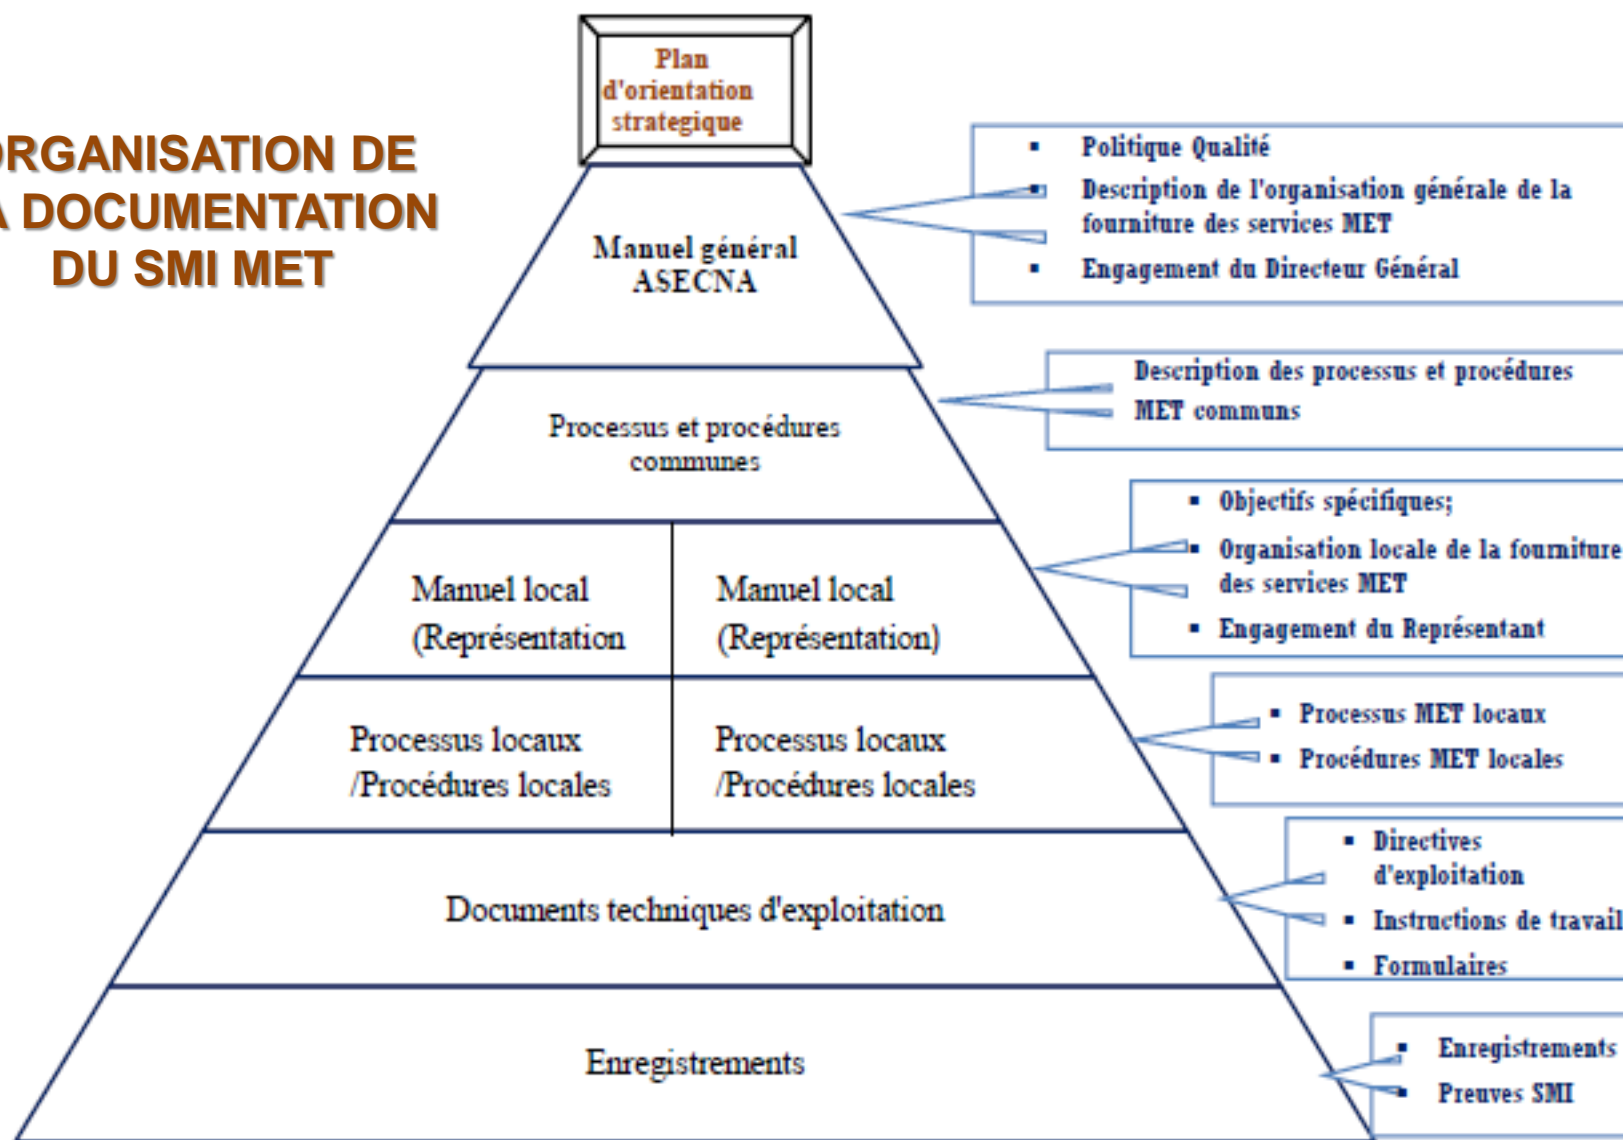 Plan
d'orientation
strategique
ORGANISATION DE
LA DOCUMENTATION
DU SMI MET
Manuel général
ASECNA
▪ Politique Qualité
▪ Description de l'organisation générale de la
fourniture des services MET
▪ Engagement du Directeur Général
Processus et procédures
communes
Description des processus et procédures
MET communs
Manuel local
(Représentation
Manuel local
(Représentation)
▪ Objectifs spécifiques;
▪ Organisation locale de la fourniture
des services MET
▪ Engagement du Représentant
Processus locaux
/Procédures locales
Processus locaux
/Procédures locales
▪ Processus MET locaux
▪ Procédures MET locales
Documents techniques d'exploitation
▪ Directives
d'exploitation
▪ Instructions de travail
▪ Formulaires
Enregistrements
▪ Enregistrements
▪ Preuves SMI